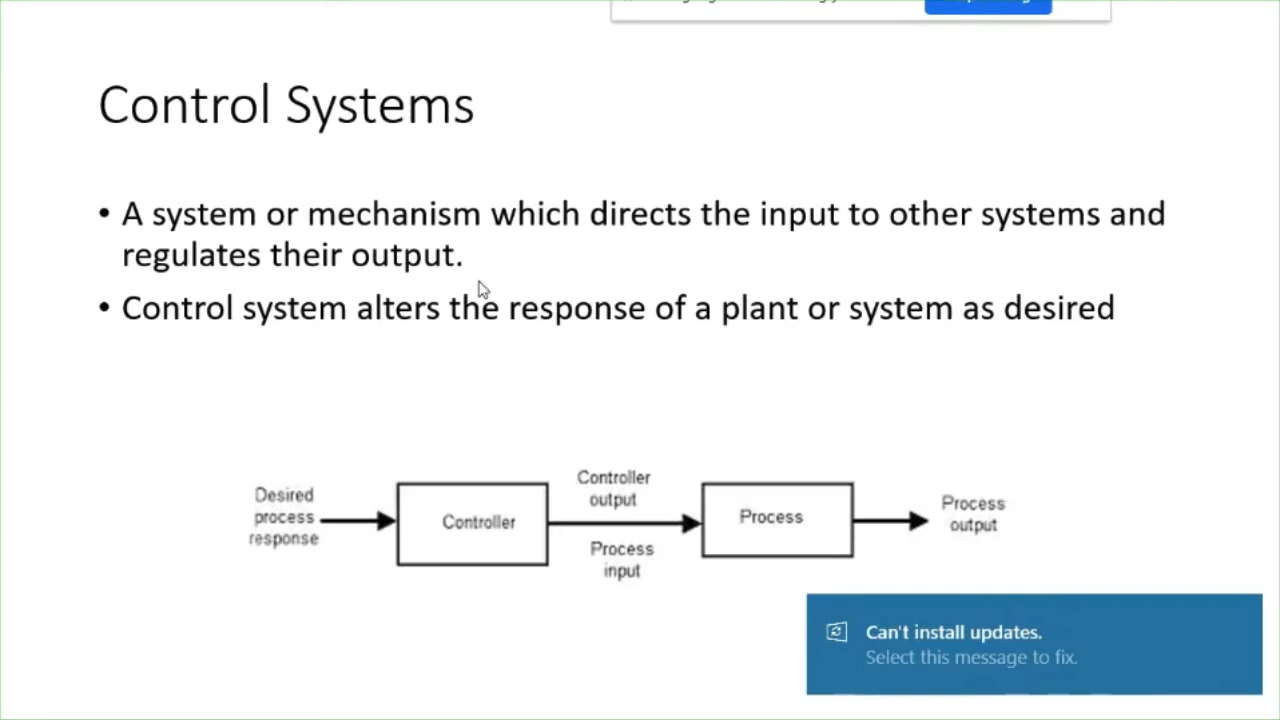 Control Systems
• A system or mechanism which directs the input to other systems and
regulates their output.
• Control system alters the response of a plant or system as desired
Desired
process
response
Controller
Controller
output
Process
input
Process
Process
output
Can't install updates.
Select this message to fix.